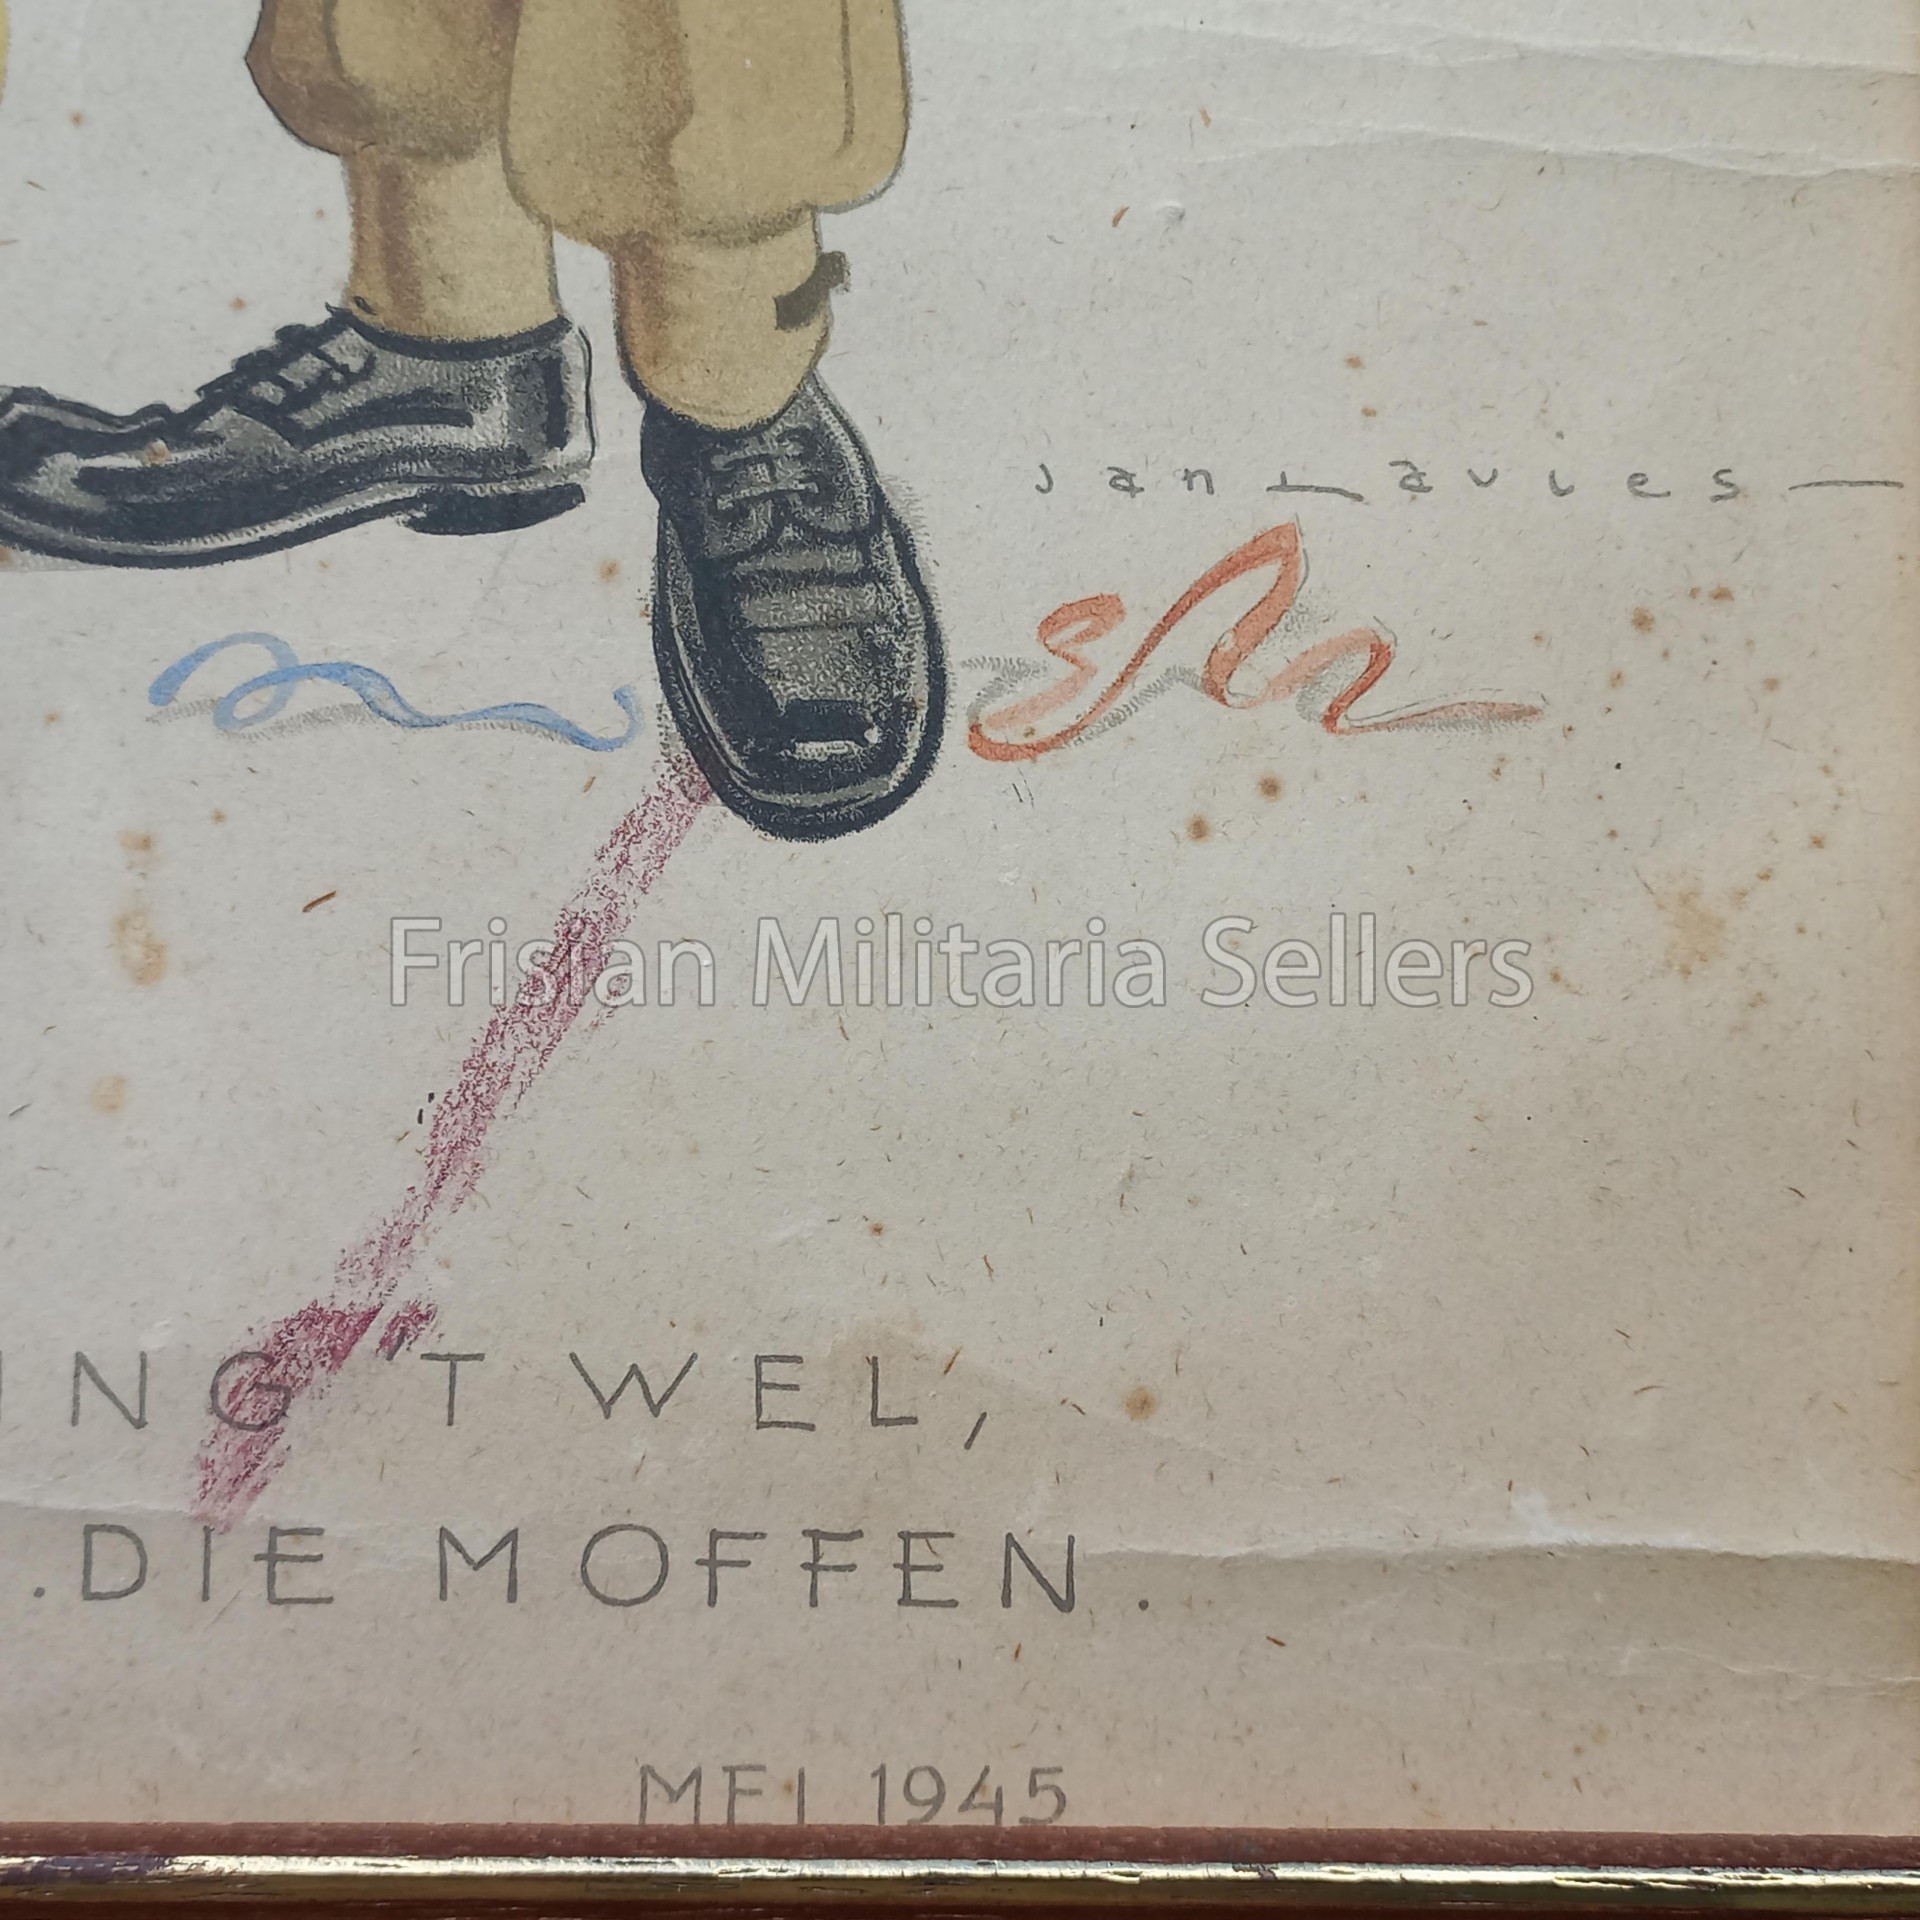 Jan Lavies
Frisian Militaria Sellers
ING 'T WEL,
.DIE MOFFEN.
MEI 1945